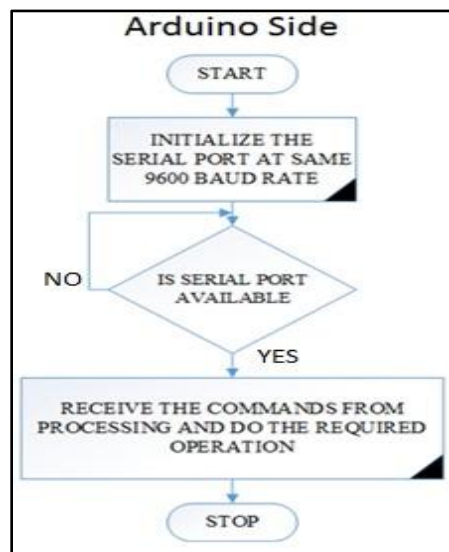 Arduino Side
START
INITIALIZE THE
SERIAL PORT AT SAME
9600 BAUD RATE
NO
IS SERIAL PORT
AVAILABLE
YES
RECEIVE THE COMMANDS FROM
PROCESSING AND DO THE REQUIRED
OPERATION
STOP